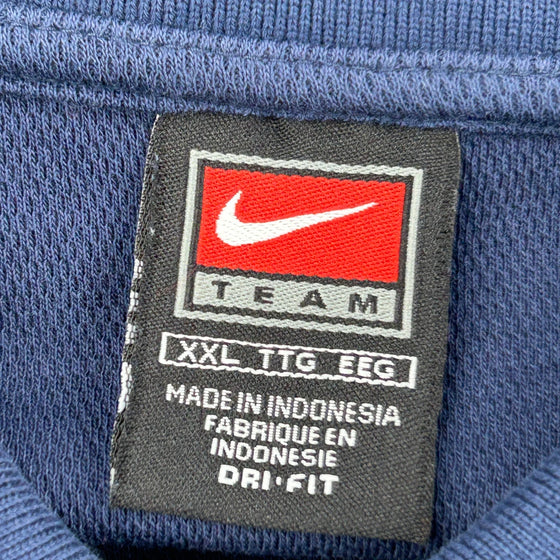 TEAM
XXL TTG EEG
MADE IN INDONESIA
FABRIQUE EN
INDONESIE
DRI•FIT